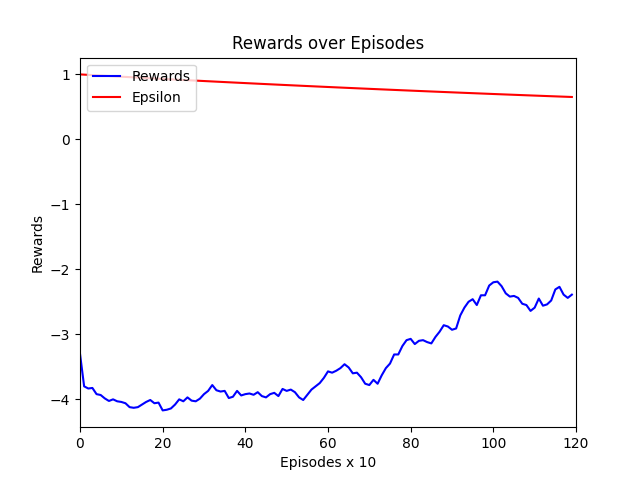 Rewards over Episodes
Rewards
Epsilon
1
0
−1
−2
−3
−4
Rewards
0 20 40 60 80 100 120
Episodes x 10